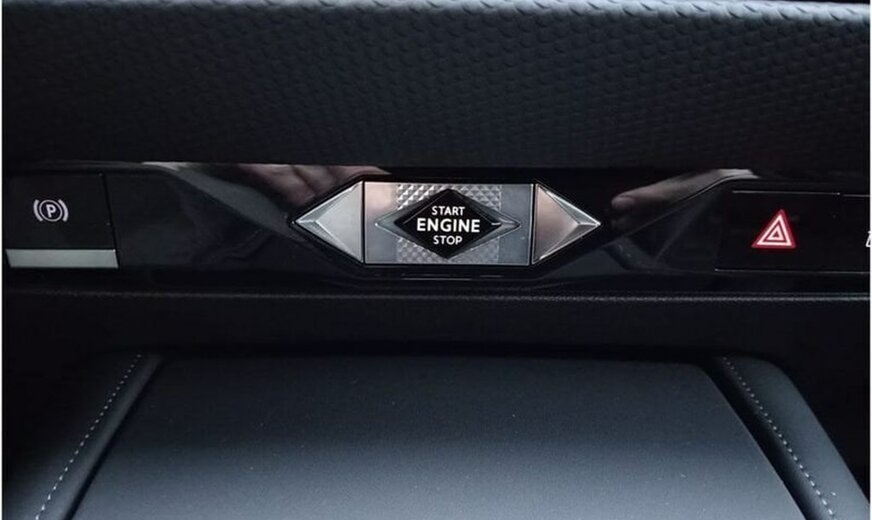 P
START
ENGINE
STOP